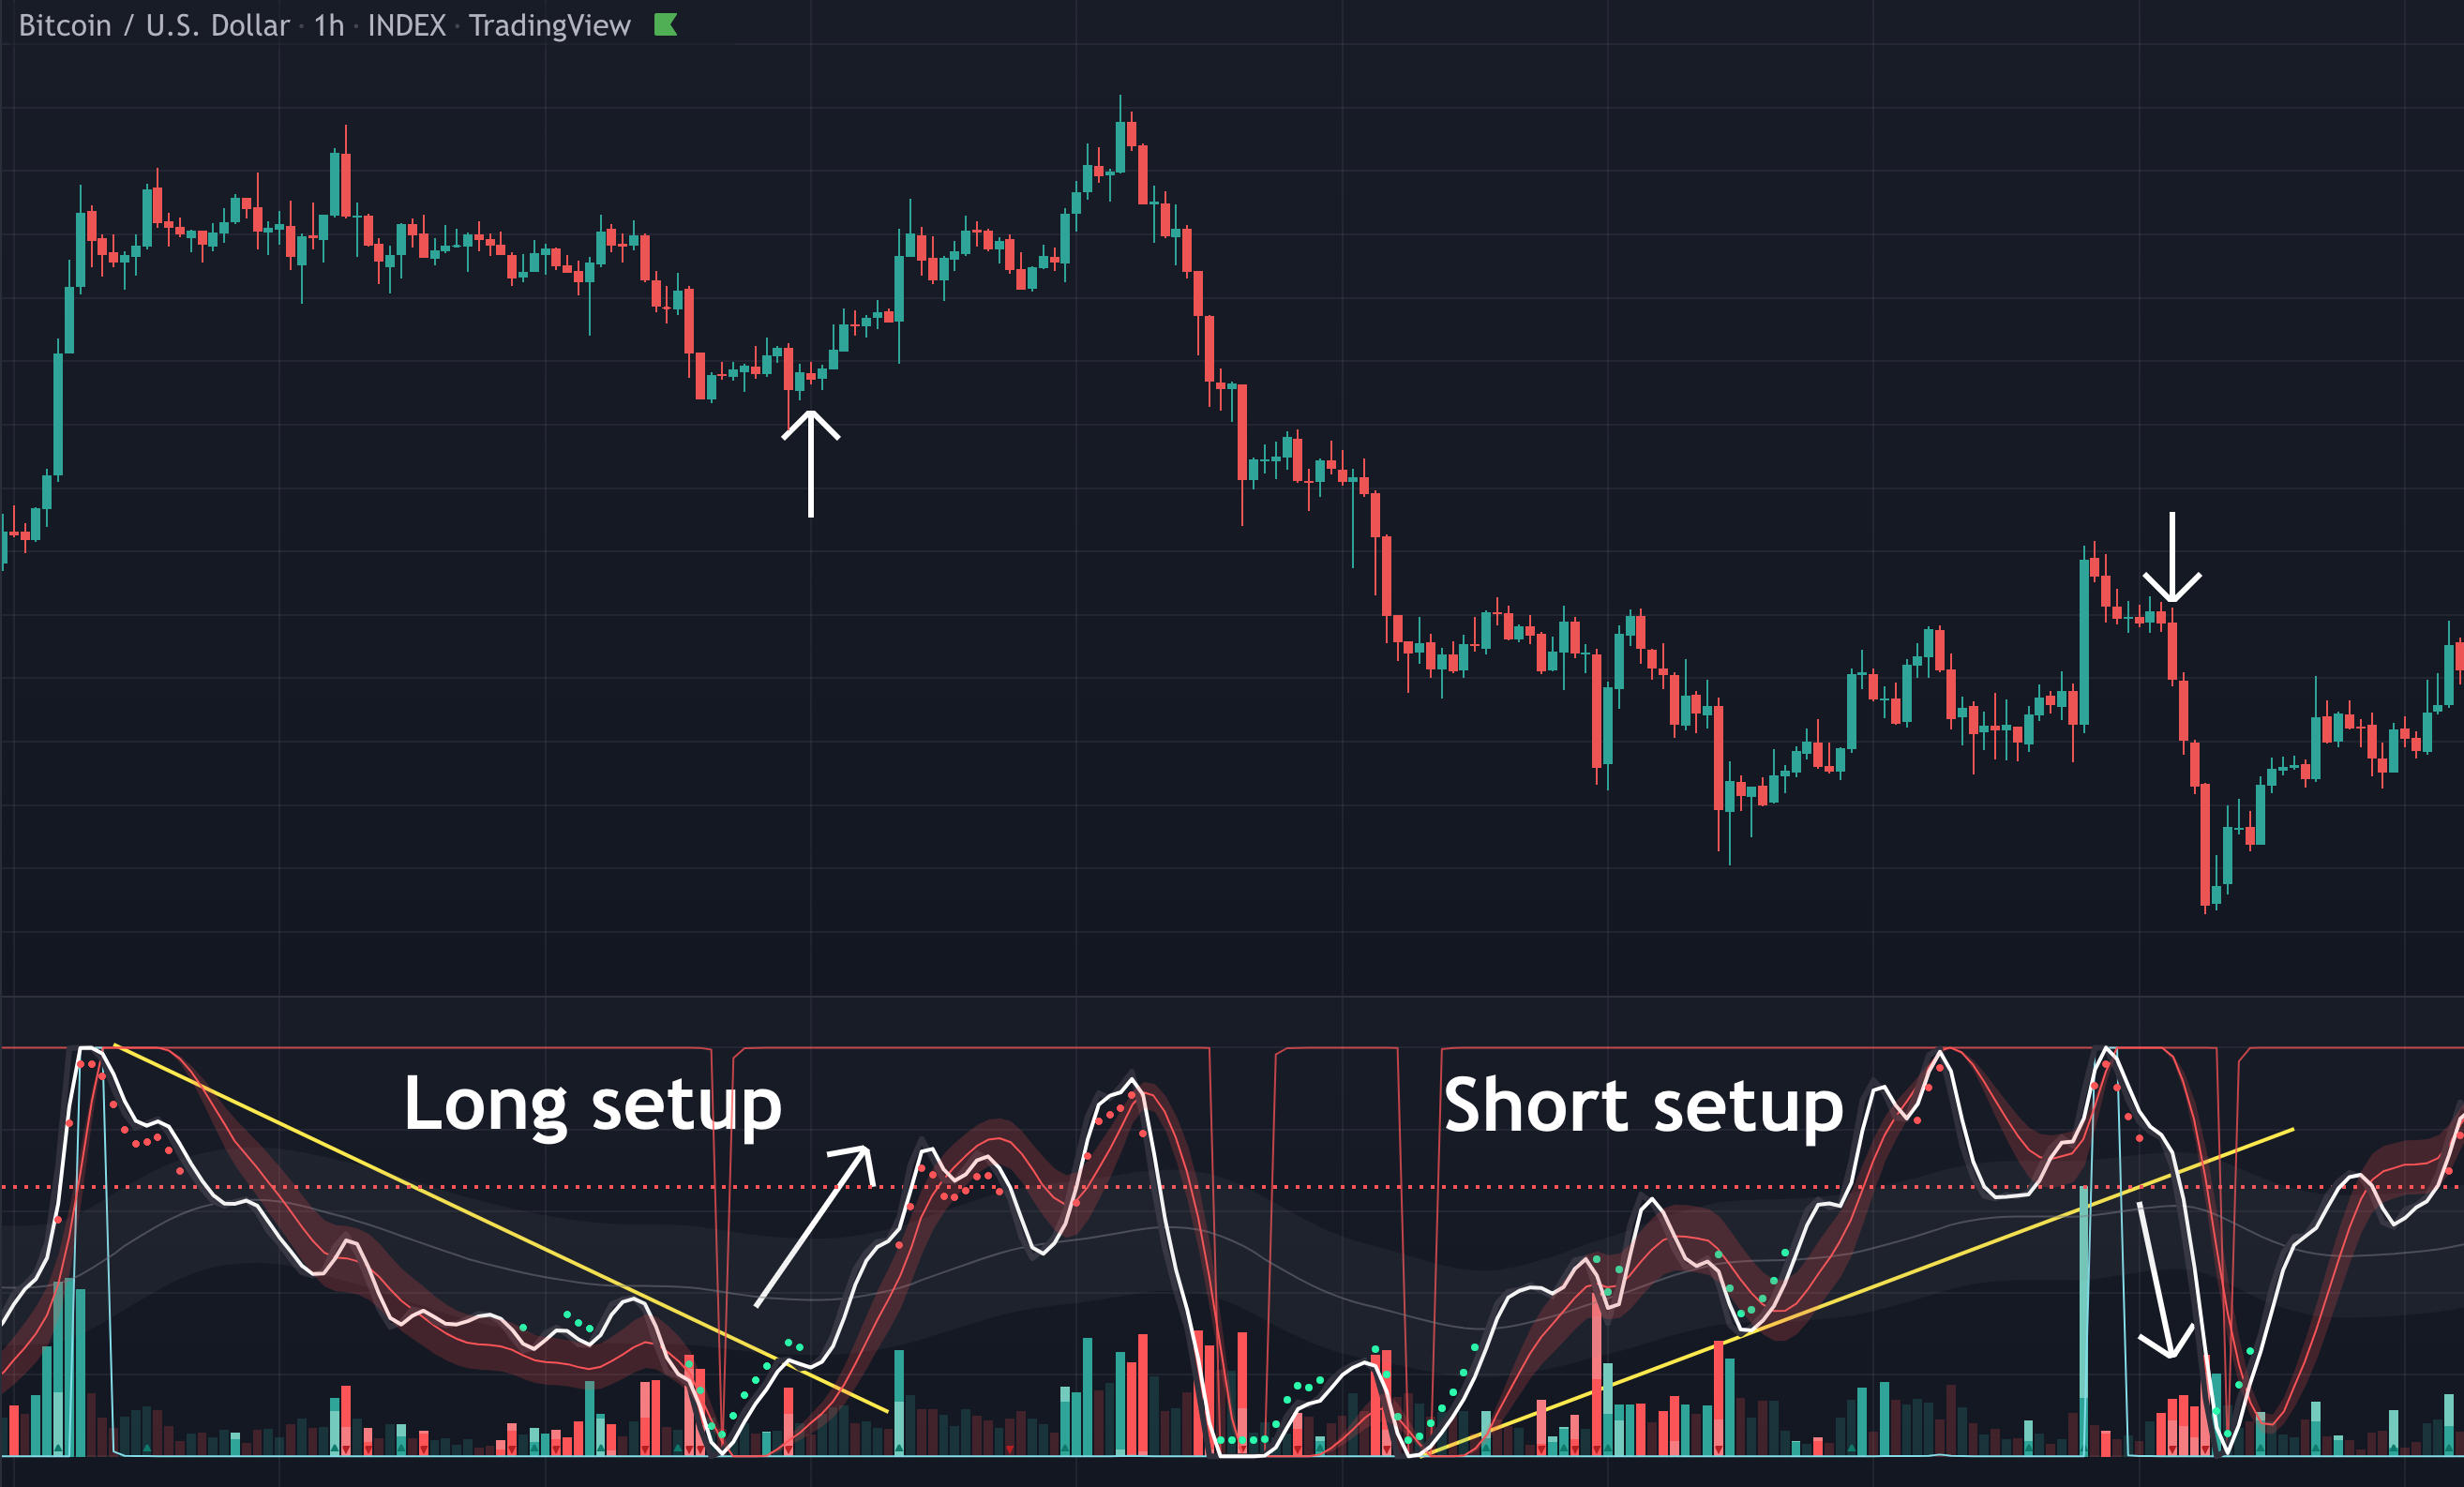 Bitcoin / U.S. Dollar · 1h · INDEX · TradingView
Long setup
Short setup